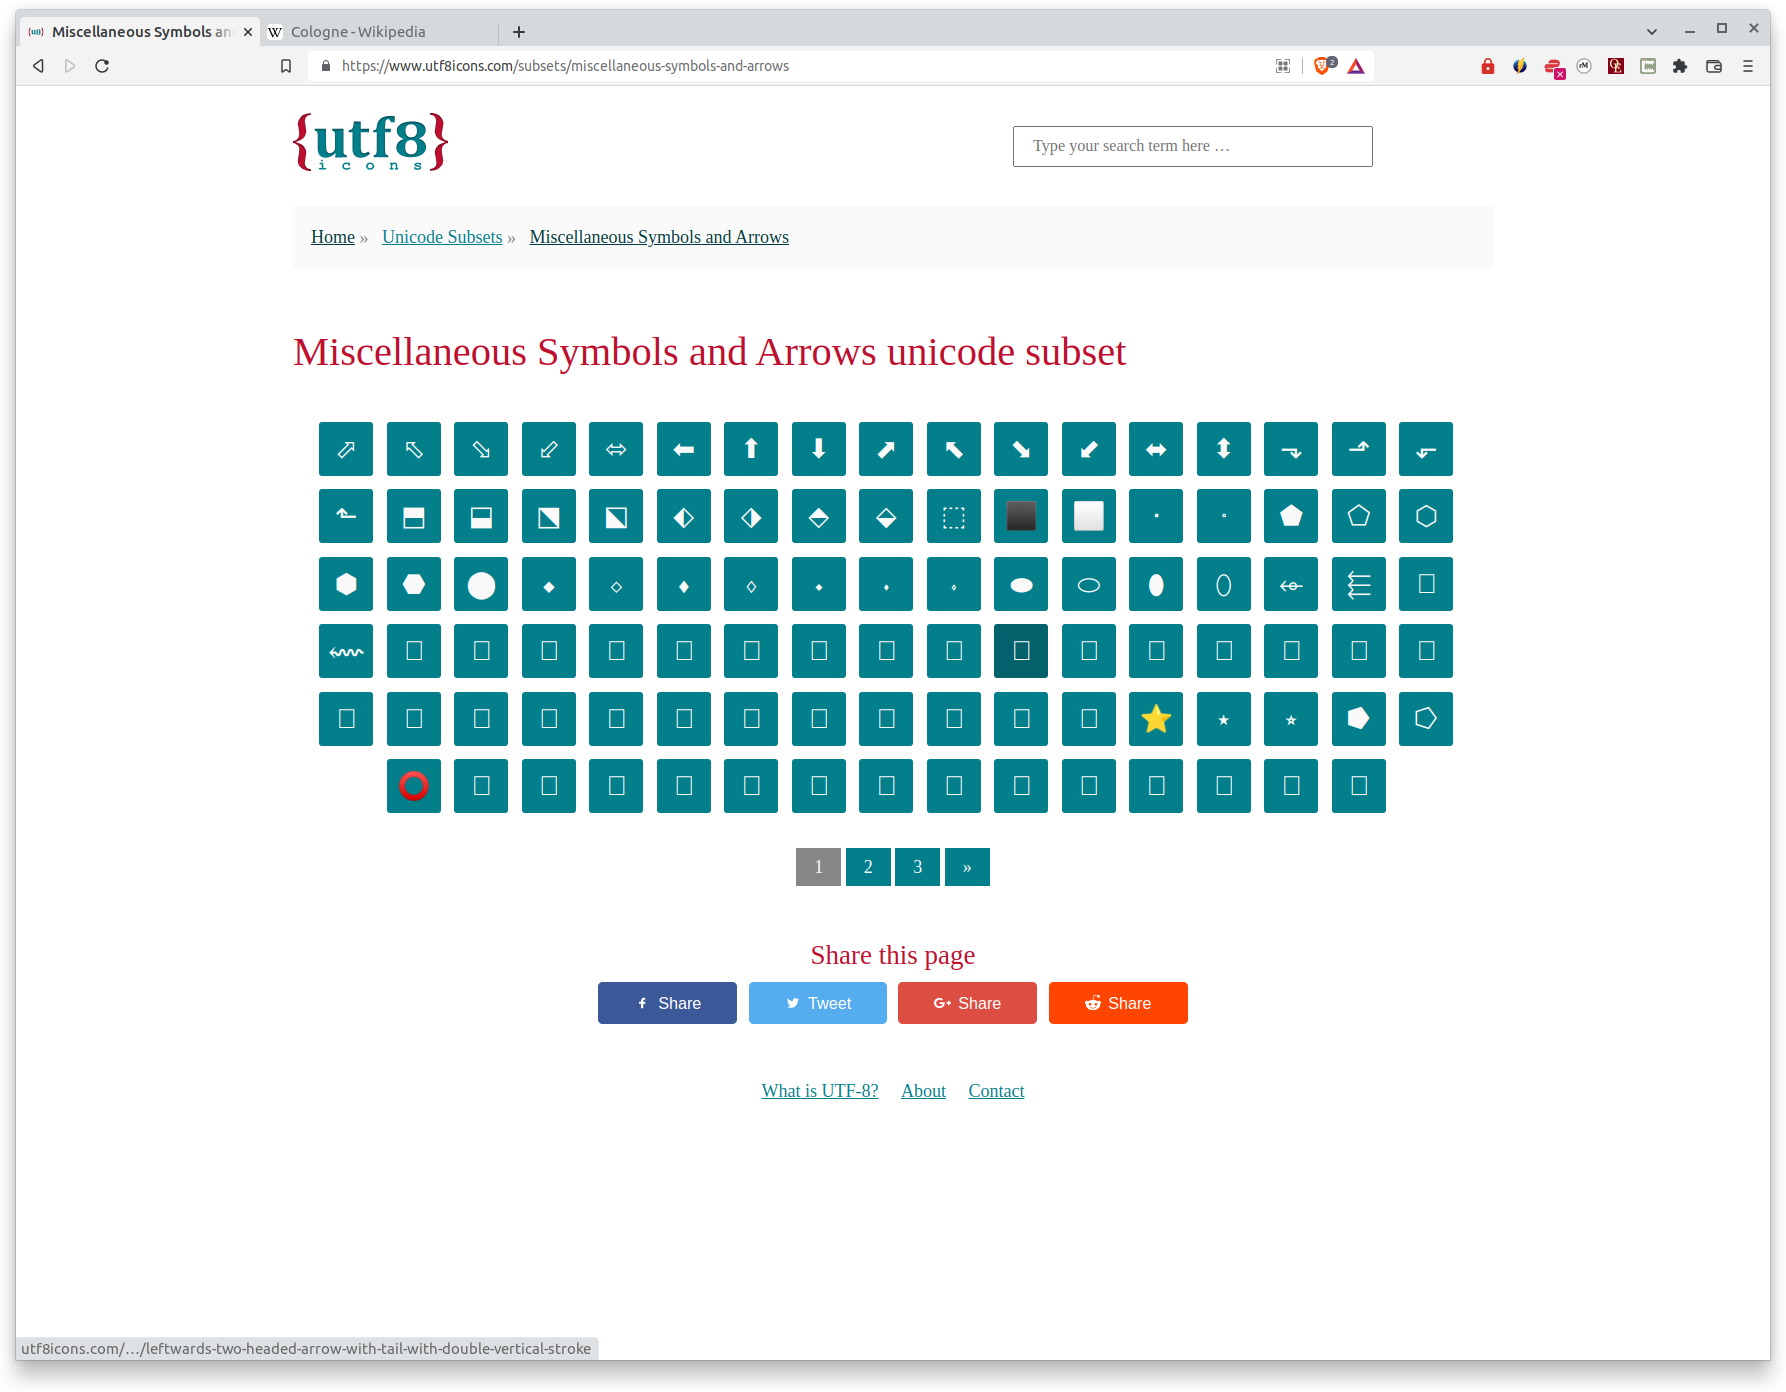 Miscellaneous Symbols an
Cologne - Wikipedia
https://www.utf8icons.com/subsets/miscellaneous-symbols-and-arrows
2
rM
OE
{utf8}
icons
Type your search term here …
Home » Unicode Subsets » Miscellaneous Symbols and Arrows
Miscellaneous Symbols and Arrows unicode subset
1 2 3 »
Share this page
Share Tweet G+ Share Share
What is UTF-8? About Contact
utf8icons.com/…/leftwards-two-headed-arrow-with-tail-with-double-vertical-stroke